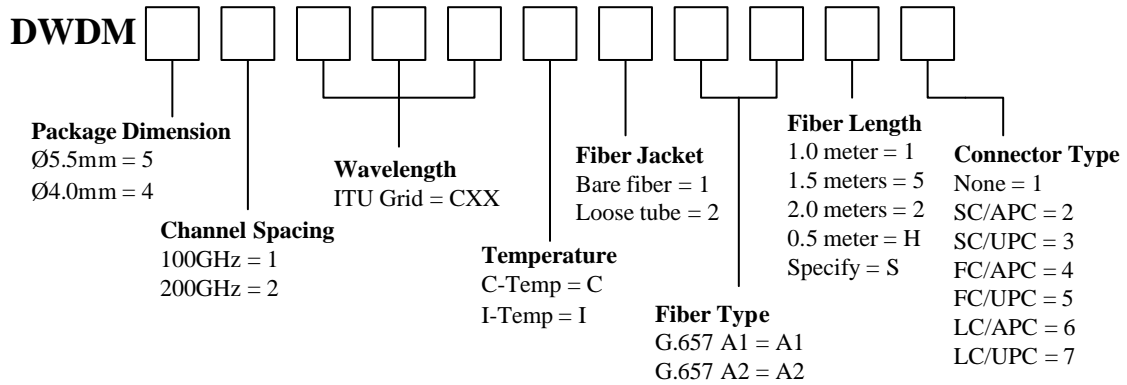 DWDM
Package Dimension
Ø5.5mm = 5
Ø4.0mm = 4
Channel Spacing
100GHz = 1
200GHz = 2
Wavelength
ITU Grid = CXX
Temperature
C-Temp = C
I-Temp = I
Fiber Jacket
Bare fiber = 1
Loose tube = 2
Fiber Type
G.657 A1 = A1
G.657 A2 = A2
Fiber Length
1.0 meter = 1
1.5 meters = 5
2.0 meters = 2
0.5 meter = H
Specify = S
Connector Type
None = 1
SC/APC = 2
SC/UPC = 3
FC/APC = 4
FC/UPC = 5
LC/APC = 6
LC/UPC = 7